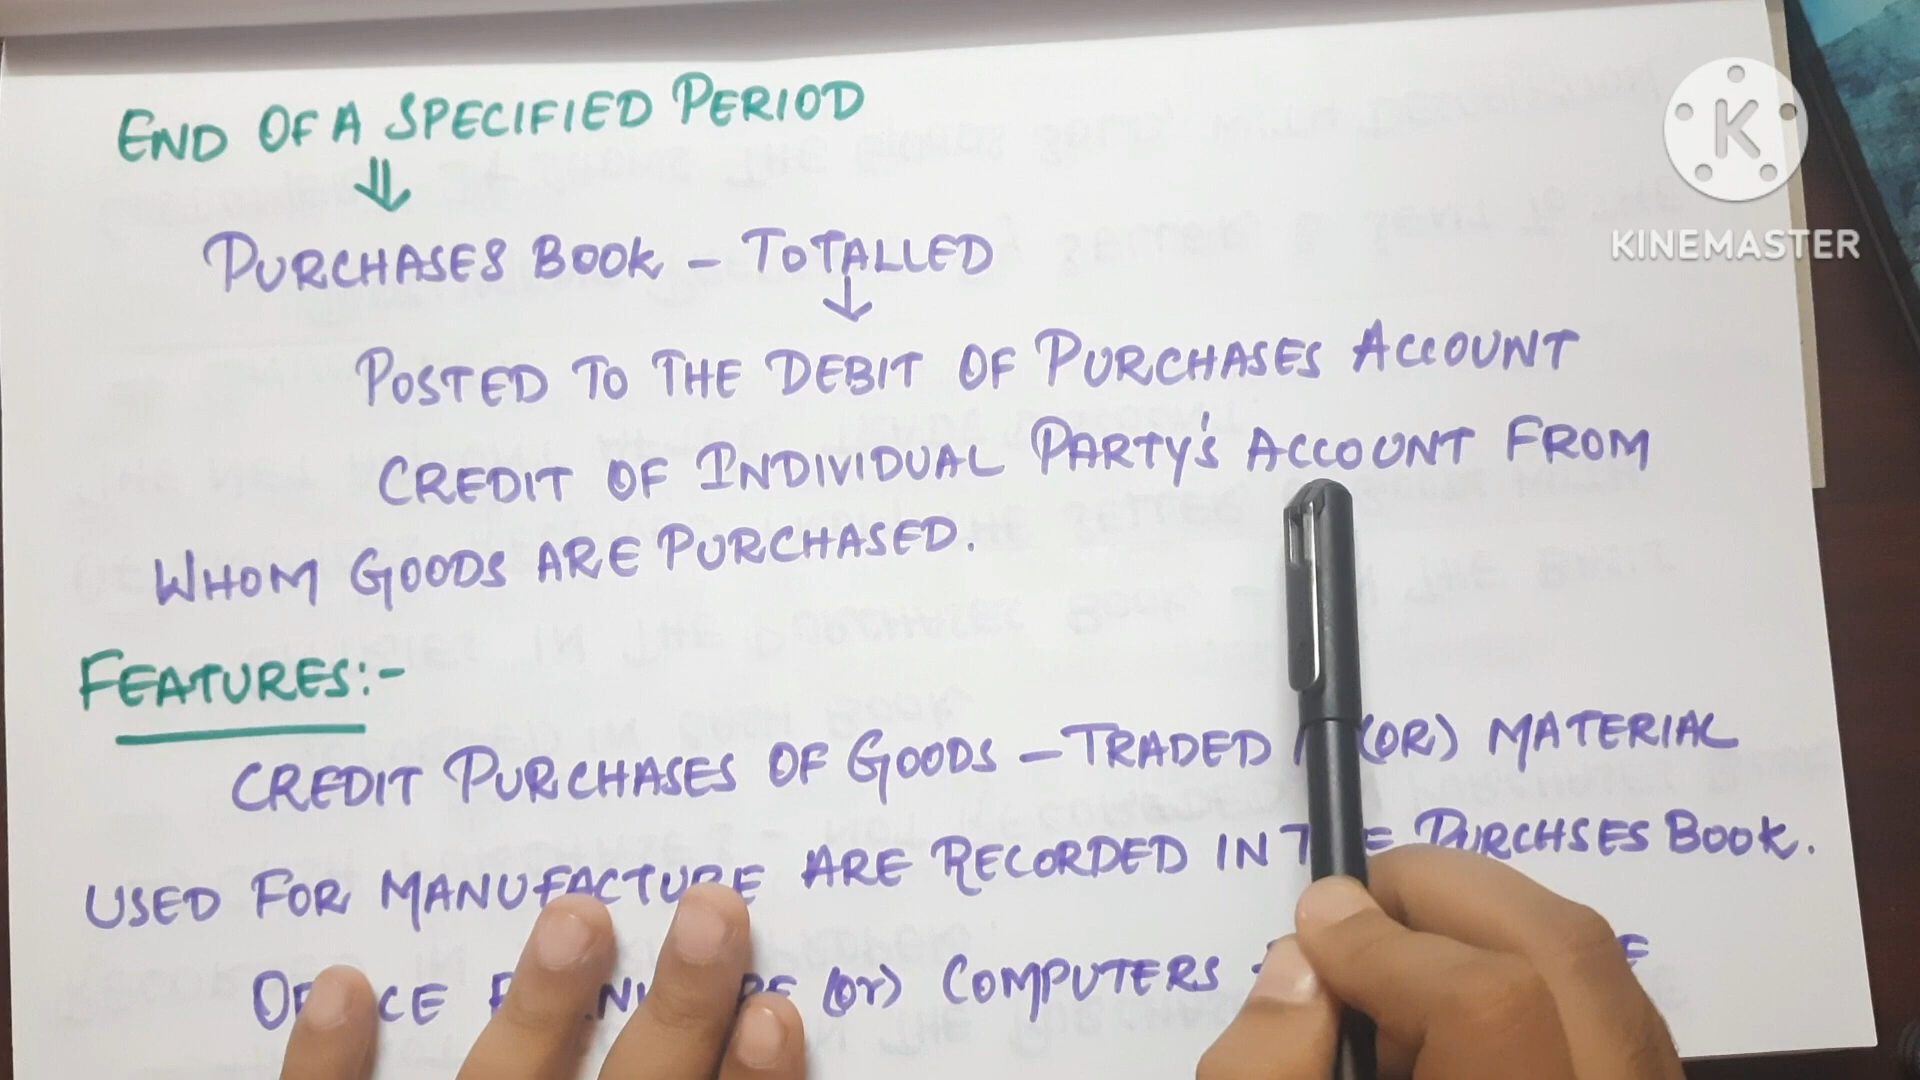 END OF A SPECIFIED PERIOD
PURCHASES BOOK - TOTALLED
POSTED TO THE DEBIT OF PURCHASES ACCOUNT
CREDIT OF INDIVIDUAL PARTY'S ACCOUNT FROM
WHOM GOODS ARE PURCHASED.
FEATURES:-
CREDIT PURCHASES OF GOODS - TRADED (OR) MATERIAL
USED FOR MANUFACTURE ARE RECORDED IN THE PURCHSES BOOK.
(or) COMPUTERS -
K
KINEMASTER